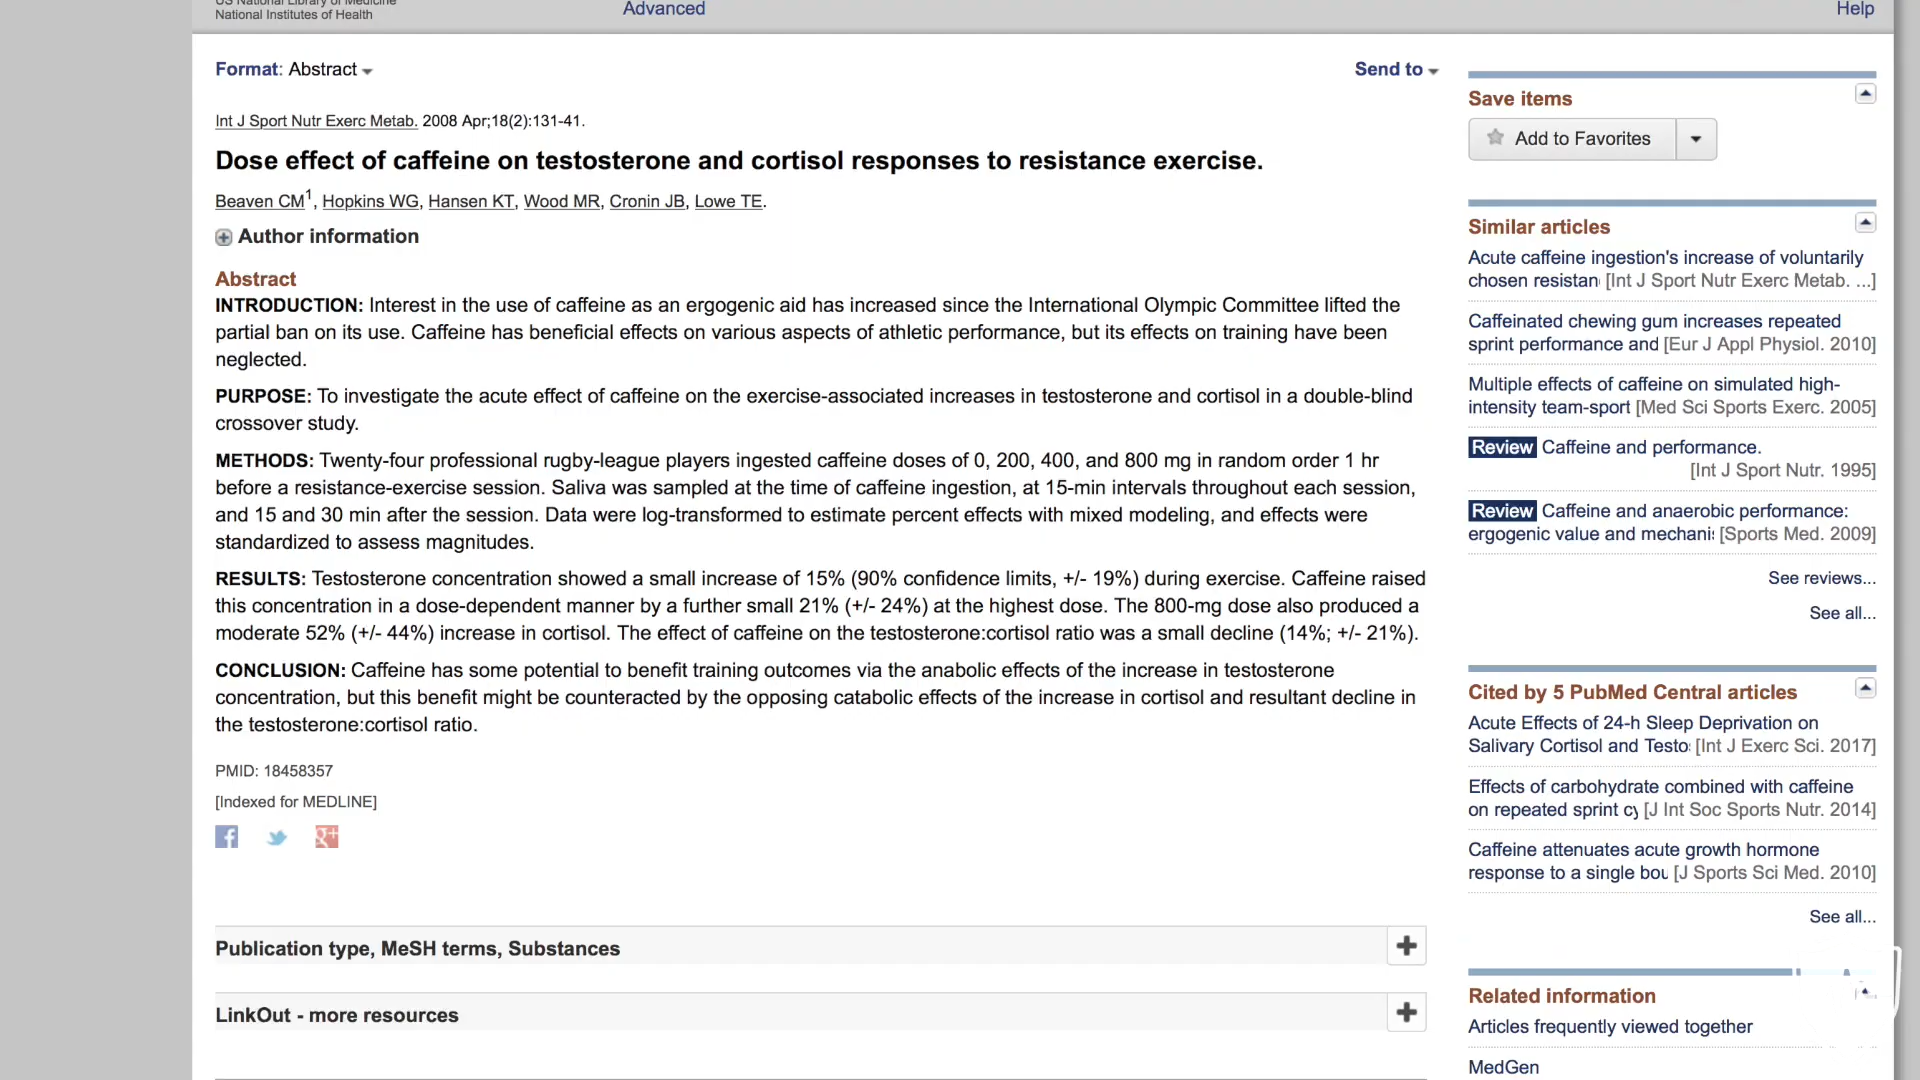 US National Library of Medicine
National Institutes of Health
Advanced
Help
Format: Abstract
Send to
Int J Sport Nutr Exerc Metab. 2008 Apr;18(2):131-41.
Dose effect of caffeine on testosterone and cortisol responses to resistance exercise.
Beaven CM1, Hopkins WG, Hansen KT, Wood MR, Cronin JB, Lowe TE.
Author information
Abstract
INTRODUCTION: Interest in the use of caffeine as an ergogenic aid has increased since the International Olympic Committee lifted the
partial ban on its use. Caffeine has beneficial effects on various aspects of athletic performance, but its effects on training have been
neglected.
PURPOSE: To investigate the acute effect of caffeine on the exercise-associated increases in testosterone and cortisol in a double-blind
crossover study.
METHODS: Twenty-four professional rugby-league players ingested caffeine doses of 0, 200, 400, and 800 mg in random order 1 hr
before a resistance-exercise session. Saliva was sampled at the time of caffeine ingestion, at 15-min intervals throughout each session,
and 15 and 30 min after the session. Data were log-transformed to estimate percent effects with mixed modeling, and effects were
standardized to assess magnitudes.
RESULTS: Testosterone concentration showed a small increase of 15% (90% confidence limits, +/- 19%) during exercise. Caffeine raised
this concentration in a dose-dependent manner by a further small 21% (+/- 24%) at the highest dose. The 800-mg dose also produced a
moderate 52% (+/- 44%) increase in cortisol. The effect of caffeine on the testosterone:cortisol ratio was a small decline (14%; +/- 21%).
CONCLUSION: Caffeine has some potential to benefit training outcomes via the anabolic effects of the increase in testosterone
concentration, but this benefit might be counteracted by the opposing catabolic effects of the increase in cortisol and resultant decline in
the testosterone:cortisol ratio.
PMID: 18458357
[Indexed for MEDLINE]
Publication type, MeSH terms, Substances
LinkOut - more resources
Save items
Add to Favorites
Similar articles
Acute caffeine ingestion's increase of voluntarily
chosen resistan [Int J Sport Nutr Exerc Metab. ...]
Caffeinated chewing gum increases repeated
sprint performance and [Eur J Appl Physiol. 2010]
Multiple effects of caffeine on simulated high-
intensity team-sport [Med Sci Sports Exerc. 2005]
Review Caffeine and performance.
[Int J Sport Nutr. 1995]
Review Caffeine and anaerobic performance:
ergogenic value and mechani [Sports Med. 2009]
See reviews...
See all...
Cited by 5 PubMed Central articles
Acute Effects of 24-h Sleep Deprivation on
Salivary Cortisol and Testo [Int J Exerc Sci. 2017]
Effects of carbohydrate combined with caffeine
on repeated sprint cy [J Int Soc Sports Nutr. 2014]
Caffeine attenuates acute growth hormone
response to a single bou [J Sports Sci Med. 2010]
See all...
Related information
Articles frequently viewed together
MedGen